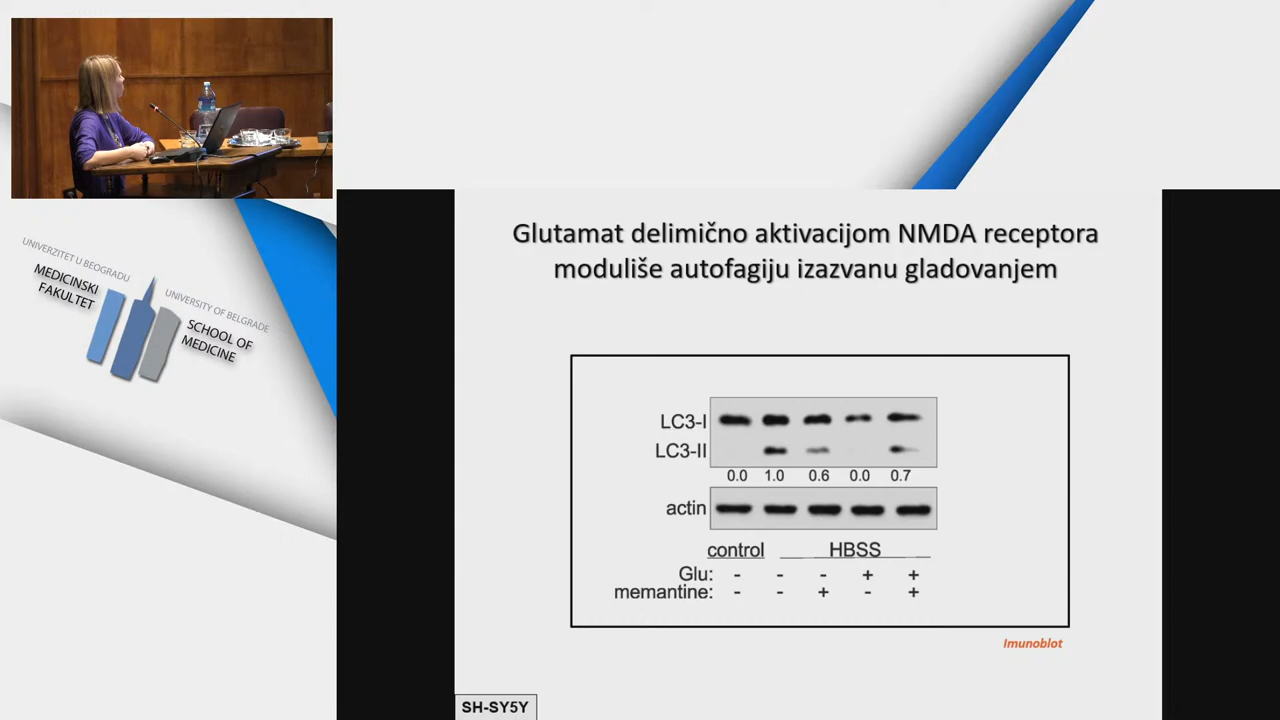 UNIVERZITET U BEOGRADU
MEDICINSKI
FAKULTET
UNIVERSITY OF BELGRADE
SCHOOL OF
MEDICINE
Glutamat delimično aktivacijom NMDA receptora
moduliše autofagiju izazvanu gladovanjem
LC3-I
LC3-II
0.0 1.0 0.6 0.0 0.7
actin
control HBSS
Glu: - - - + +
memantine: - - + - +
Imunoblot
SH-SY5Y